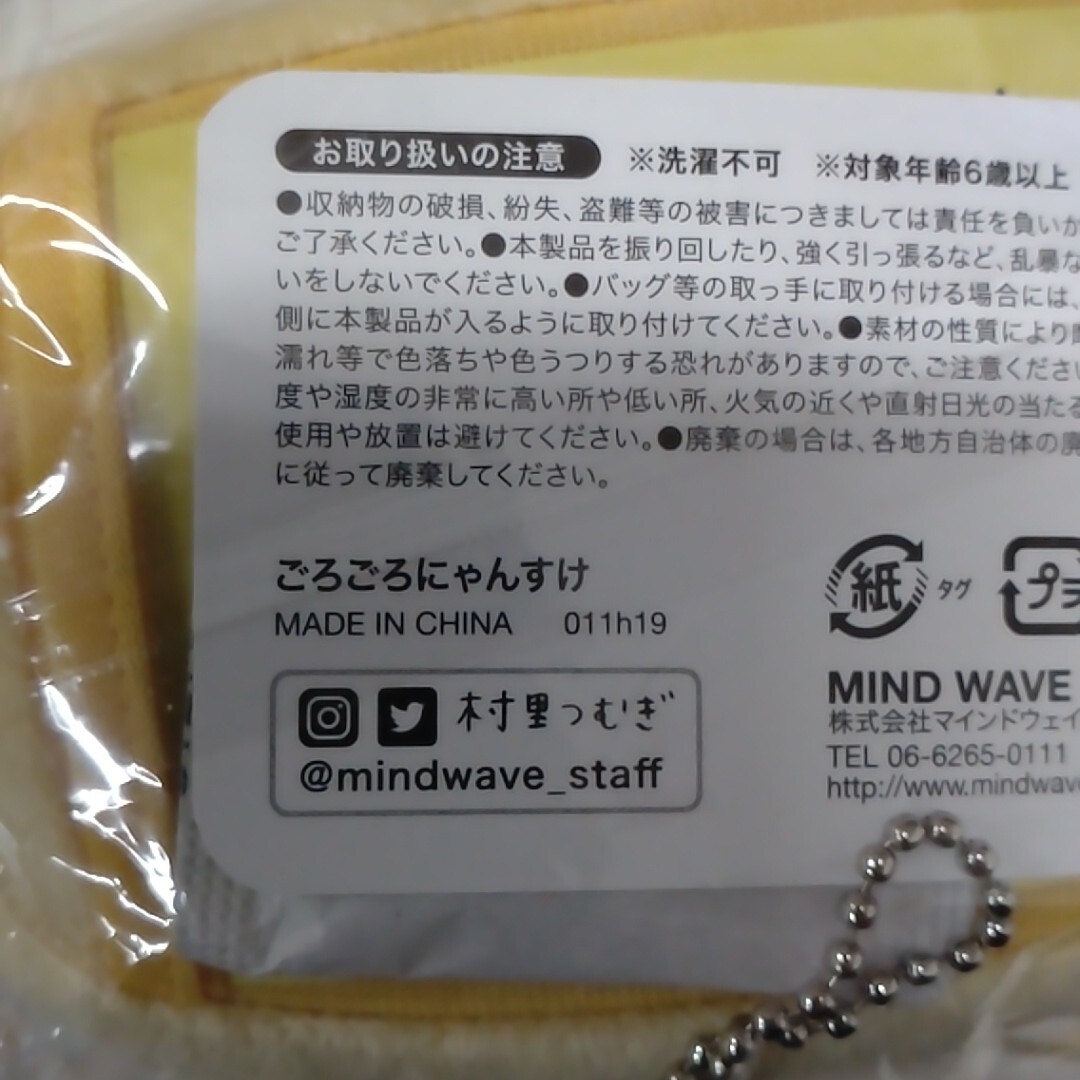 お取り扱いの注意 ※洗濯不可 ※対象年齢6歳以上
●収納物の破損、紛失、盗難等の被害につきましては責任を負いか
ご了承ください。●本製品を振り回したり、強く引っ張るなど、乱暴な
いをしないでください。●バッグ等の取っ手に取り付ける場合には、
側に本製品が入るように取り付けてください。●素材の性質により
濡れ等で色落ちや色うつりする恐れがありますので、ご注意ください
度や湿度の非常に高い所や低い所、火気の近くや直射日光の当たる
使用や放置は避けてください。●廃棄の場合は、各地方自治体の廃
に従って廃棄してください。
ごろごろにゃんすけ
MADE IN CHINA 011h19
紙 タグ プラ
村里つむぎ
@mindwave_staff
MIND WAVE
株式会社マインドウェイ
TEL 06-6265-0111
http://www.mindwave